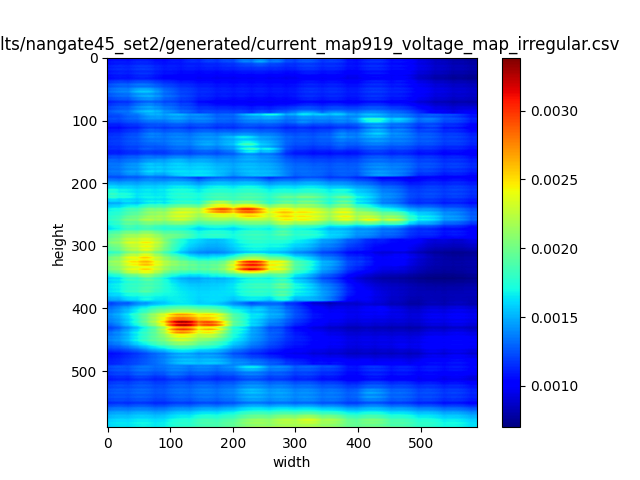 lts/nangate45_set2/generated/current_map919_voltage_map_irregular.csv
0
100
200
300
400
500
height
0 100 200 300 400 500
width
0.0030
0.0025
0.0020
0.0015
0.0010